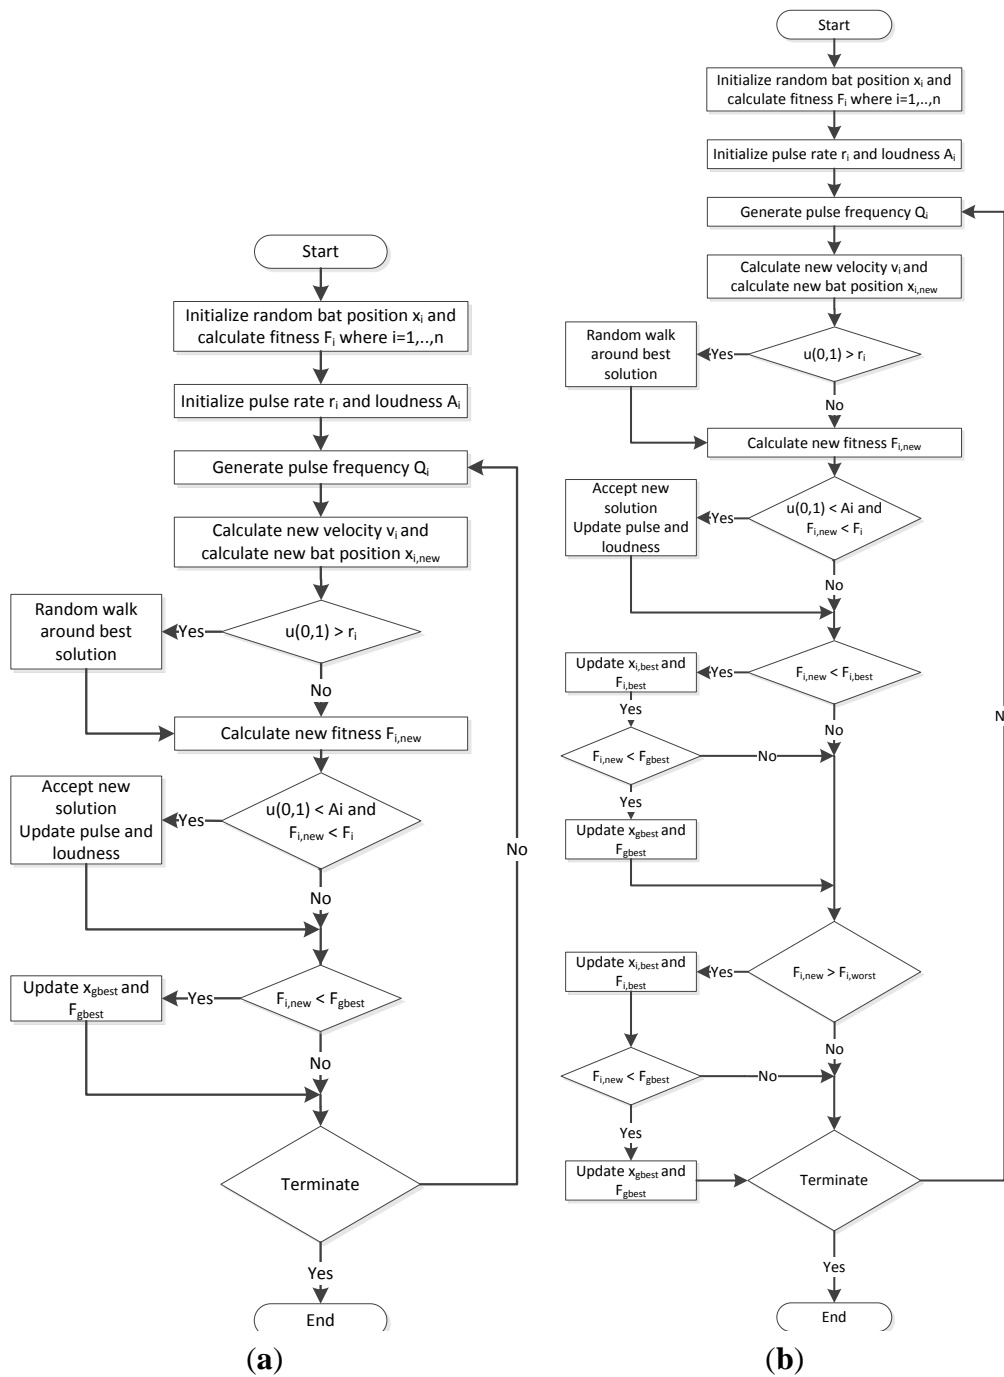 Start
Initialize random bat position xi and
calculate fitness Fi where i=1,..,n
Initialize pulse rate ri and loudness Ai
Generate pulse frequency Qi
Calculate new velocity vi and
calculate new bat position xi,new
Random walk
around best
solution
Yes
u(0,1) > ri
No
Calculate new fitness Fi,new
Accept new
solution
Update pulse and
loudness
Yes
u(0,1) < Ai and
Fi,new < Fi
No
No
Update xgbest and
Fgbest
Yes
Fi,new < Fgbest
No
Terminate
Yes
End
(a)
Start
Initialize random bat position xi and
calculate fitness Fi where i=1,..,n
Initialize pulse rate ri and loudness Ai
Generate pulse frequency Qi
Calculate new velocity vi and
calculate new bat position xi,new
Random walk
around best
solution
Yes
u(0,1) > ri
No
Calculate new fitness Fi,new
Accept new
solution
Update pulse and
loudness
Yes
u(0,1) < Ai and
Fi,new < Fi
No
Update xi,best and
Fi,best
Yes
Fi,new < Fi,best
Yes
No
N
Fi,new < Fgbest
No
Yes
Update xgbest and
Fgbest
Update xi,best and
Fi,best
Yes
Fi,new > Fi,worst
No
Fi,new < Fgbest
No
Yes
Update xgbest and
Fgbest
Terminate
Yes
End
(b)